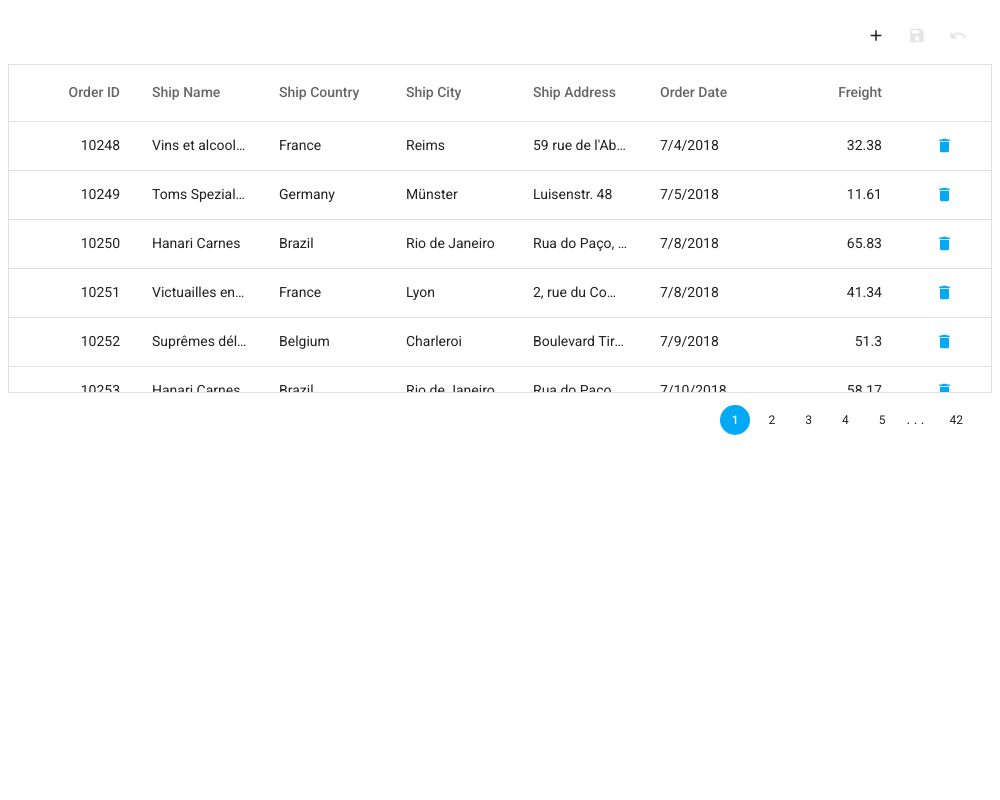 Order ID Ship Name Ship Country Ship City Ship Address Order Date Freight
10248 Vins et alcool... France Reims 59 rue de l'Ab... 7/4/2018 32.38
10249 Toms Spezial... Germany Münster Luisenstr. 48 7/5/2018 11.61
10250 Hanari Carnes Brazil Rio de Janeiro Rua do Paço, ... 7/8/2018 65.83
10251 Victuailles en... France Lyon 2, rue du Co... 7/8/2018 41.34
10252 Suprêmes dél... Belgium Charleroi Boulevard Tir... 7/9/2018 51.3
10253 Hanari Carnes Brazil Rio de Janeiro Rua do Paço 7/10/2018 58.17
1 2 3 4 5 ... 42